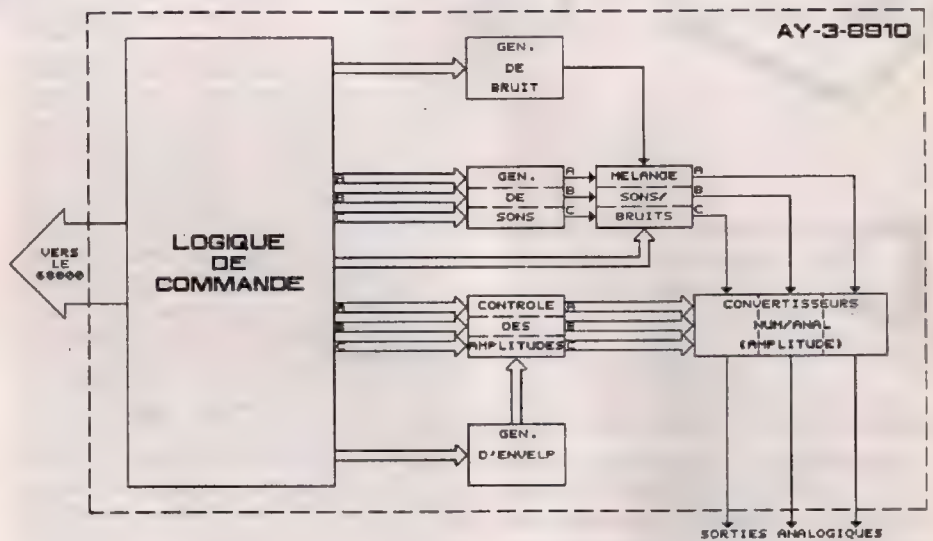 AY-3-8910
GEN.
DE
BRUIT
A
B
C
GEN.
DE
SONS
A
B
C
MELANGE
SONS/
BRUITS
A
B
C
VERS
LE
68000
LOGIQUE
DE
COMMANDE
A
B
C
CONTROLE
DES
AMPLITUDES
A
B
C
CONVERTISSEURS
NUM/ANAL
(AMPLITUDE)
GEN.
D'ENVELP
SORTIES ANALOGIQUES